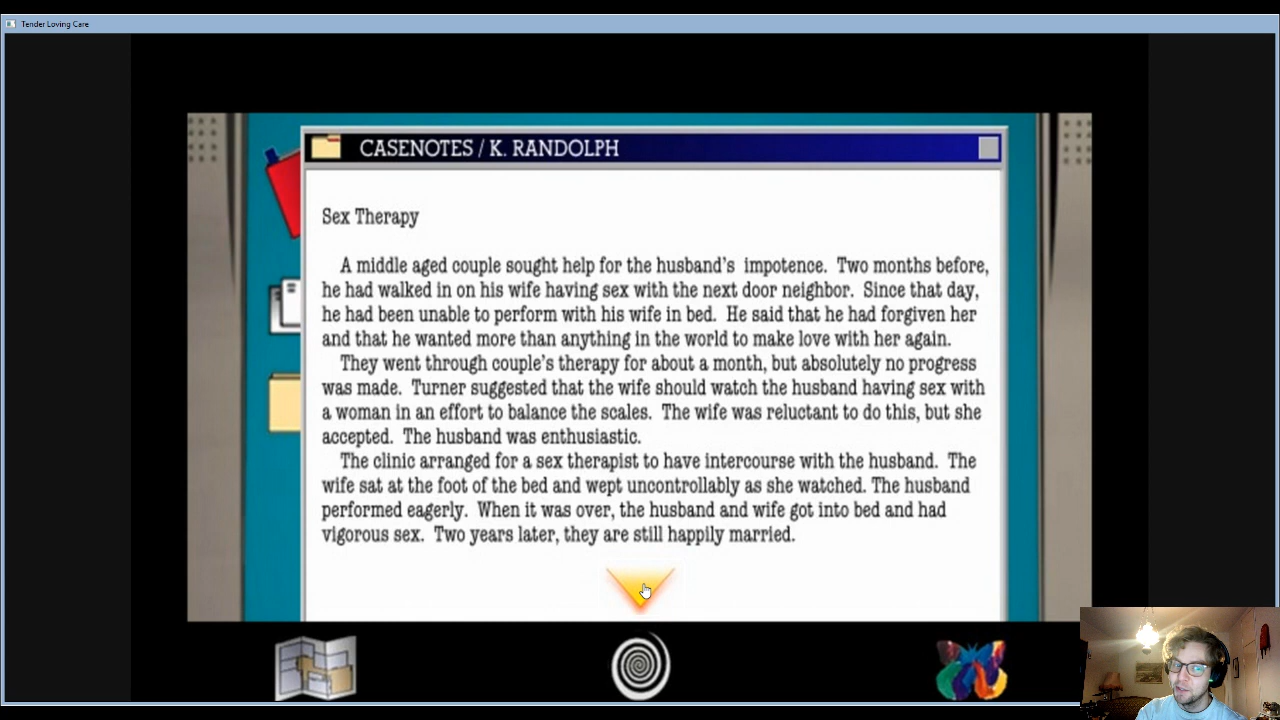 Tender Loving Care
CASENOTES / K. RANDOLPH
Sex Therapy
A middle aged couple sought help for the husband's impotence. Two months before,
he had walked in on his wife having sex with the next door neighbor. Since that day,
he had been unable to perform with his wife in bed. He said that he had forgiven her
and that he wanted more than anything in the world to make love with her again.
They went through couple's therapy for about a month, but absolutely no progress
was made. Turner suggested that the wife should watch the husband having sex with
a woman in an effort to balance the scales. The wife was reluctant to do this, but she
accepted. The husband was enthusiastic.
The clinic arranged for a sex therapist to have intercourse with the husband. The
wife sat at the foot of the bed and wept uncontrollably as she watched. The husband
performed eagerly. When it was over, the husband and wife got into bed and had
vigorous sex. Two years later, they are still happily married.